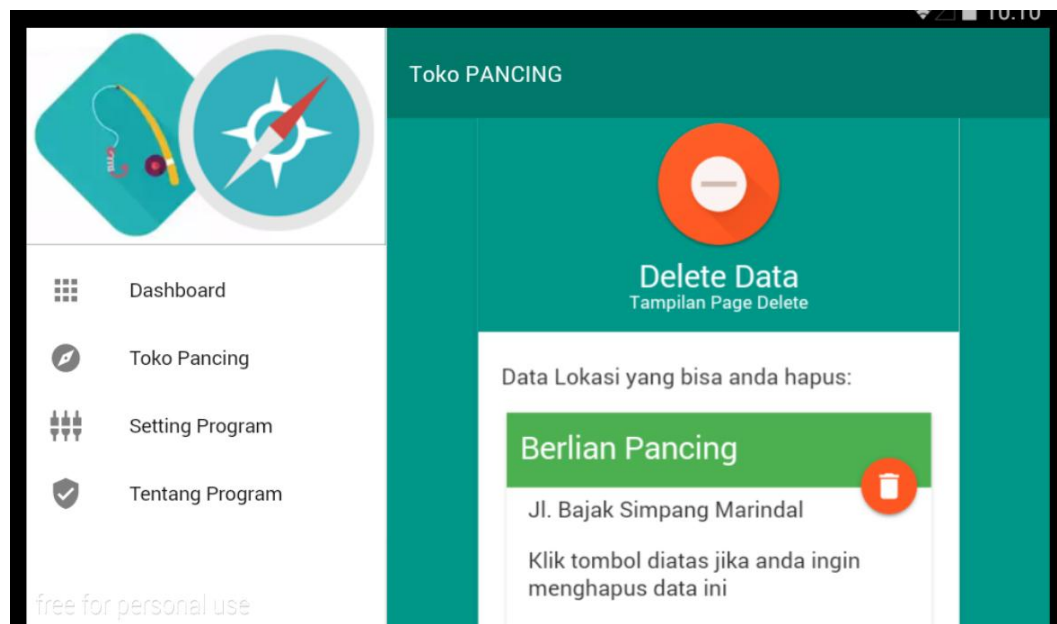 10:10
Toko PANCING
Dashboard
Toko Pancing
Setting Program
Tentang Program
free for personal use
Delete Data
Tampilan Page Delete
Data Lokasi yang bisa anda hapus:
Berlian Pancing
Jl. Bajak Simpang Marindal
Klik tombol diatas jika anda ingin
menghapus data ini